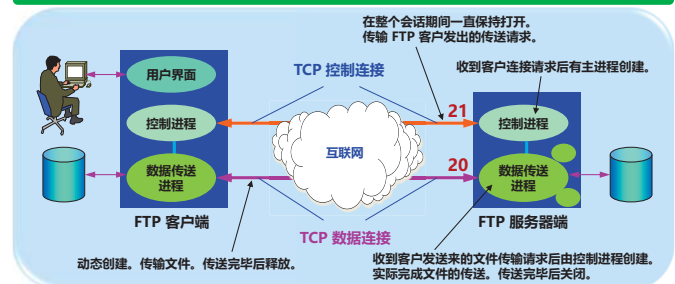 在整个会话期间一直保持打开。
传输 FTP 客户发出的传送请求。
用户界面
TCP 控制连接
收到客户连接请求后有主进程创建。
控制进程
21
控制进程
互联网
数据传送
进程
20
数据传送
进程
FTP 客户端
FTP 服务器端
TCP 数据连接
动态创建。传输文件。传送完毕后释放。
收到客户发送来的文件传输请求后由控制进程创建。
实际完成文件的传送。传送完毕后关闭。